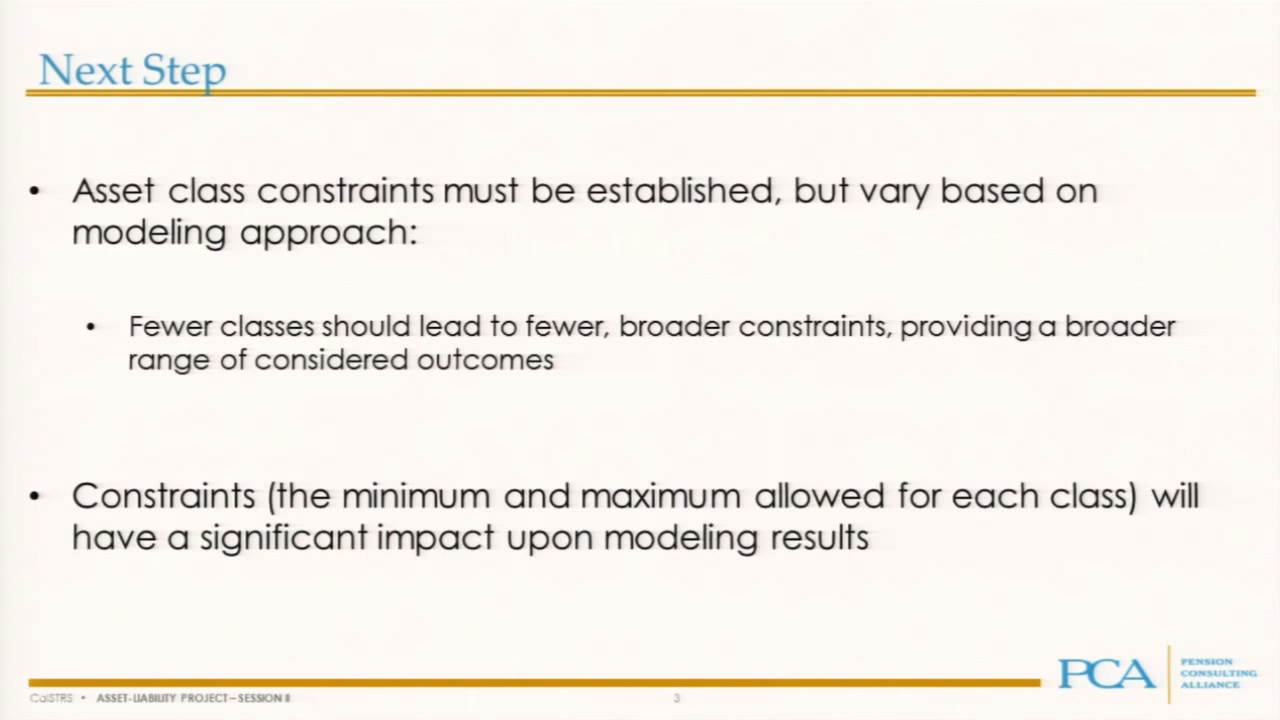 Next Step
• Asset class constraints must be established, but vary based on
modeling approach:
• Fewer classes should lead to fewer, broader constraints, providing a broader
range of considered outcomes
• Constraints (the minimum and maximum allowed for each class) will
have a significant impact upon modeling results
CalSTRS • ASSET-LIABILITY PROJECT – SESSION II
3
PCA
PENSION
CONSULTING
ALLIANCE